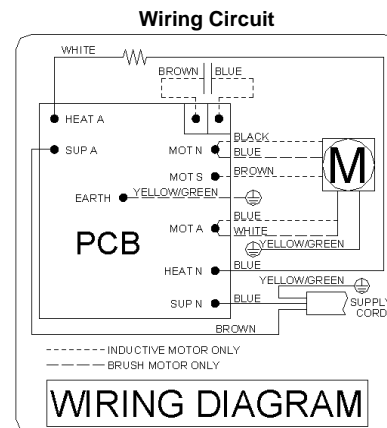 Wiring Circuit
WHITE
BROWN BLUE
HEAT A
SUP A
BLACK
MOT N
BLUE
MOT S
BROWN
YELLOW/GREEN
EARTH
M
BLUE
MOT A
WHITE
YELLOW/GREEN
PCB
HEAT N
BLUE
YELLOW/GREEN
SUP N
BLUE
SUPPLY
CORD
BROWN
INDUCTIVE MOTOR ONLY
BRUSH MOTOR ONLY
WIRING DIAGRAM